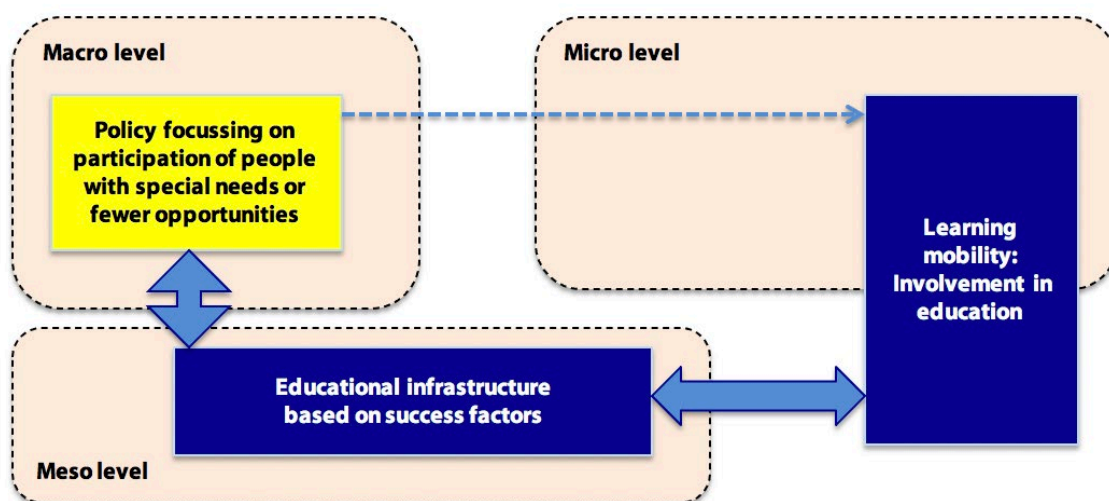 Macro level
Policy focussing on
participation of people
with special needs or
fewer opportunities
Micro level
Learning
mobility:
Involvement in
education
Educational infrastructure
based on success factors
Meso level